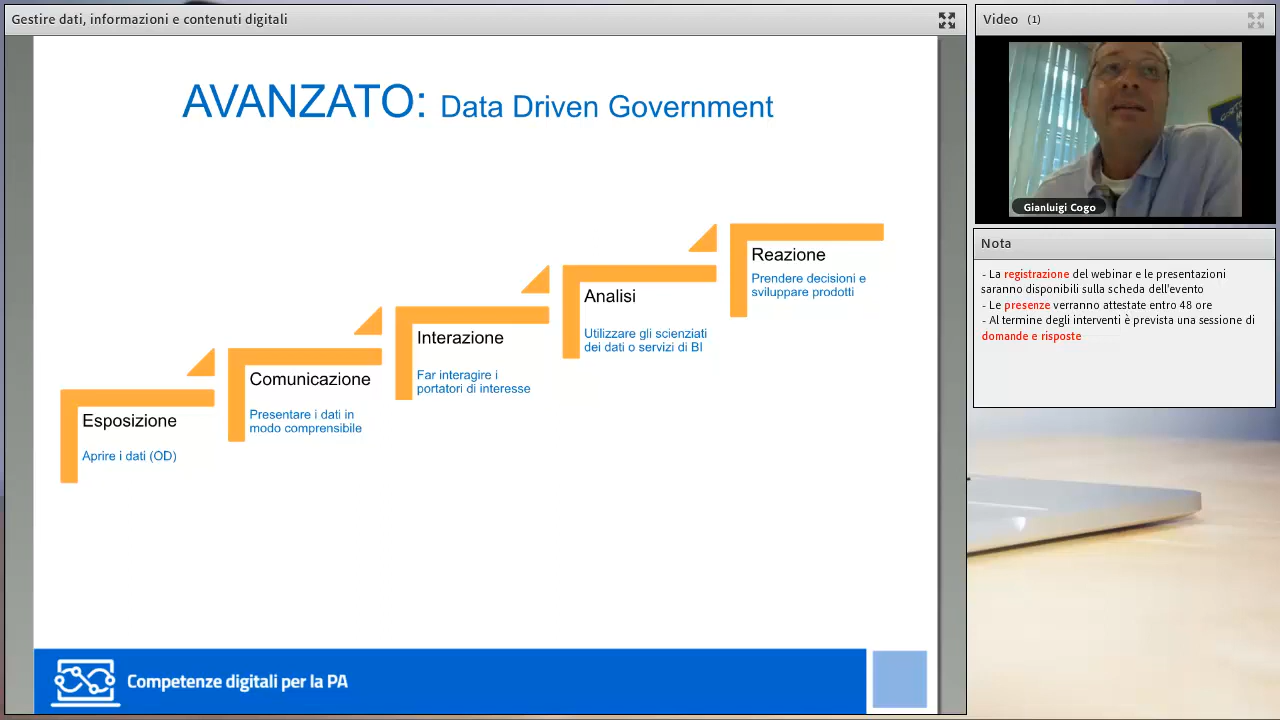 Gestire dati, informazioni e contenuti digitali
AVANZATO: Data Driven Government
Esposizione
Aprire i dati (OD)
Comunicazione
Presentare i dati in
modo comprensibile
Interazione
Far interagire i
portatori di interesse
Analisi
Utilizzare gli scienziati
dei dati o servizi di BI
Reazione
Prendere decisioni e
sviluppare prodotti
Competenze digitali per la PA
Video (1)
Gianluigi Cogo
Nota
- La registrazione del webinar e le presentazioni
saranno disponibili sulla scheda dell'evento
- Le presenze verranno attestate entro 48 ore
- Al termine degli interventi è prevista una sessione di
domande e risposte